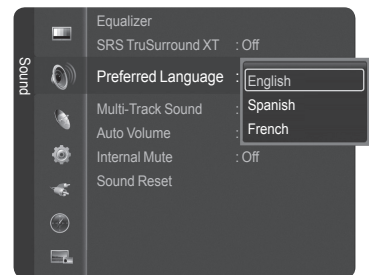 Sound
Equalizer
SRS TruSurround XT : Off
Preferred Language :
English
Spanish
French
Multi-Track Sound :
Auto Volume :
Internal Mute : Off
Sound Reset